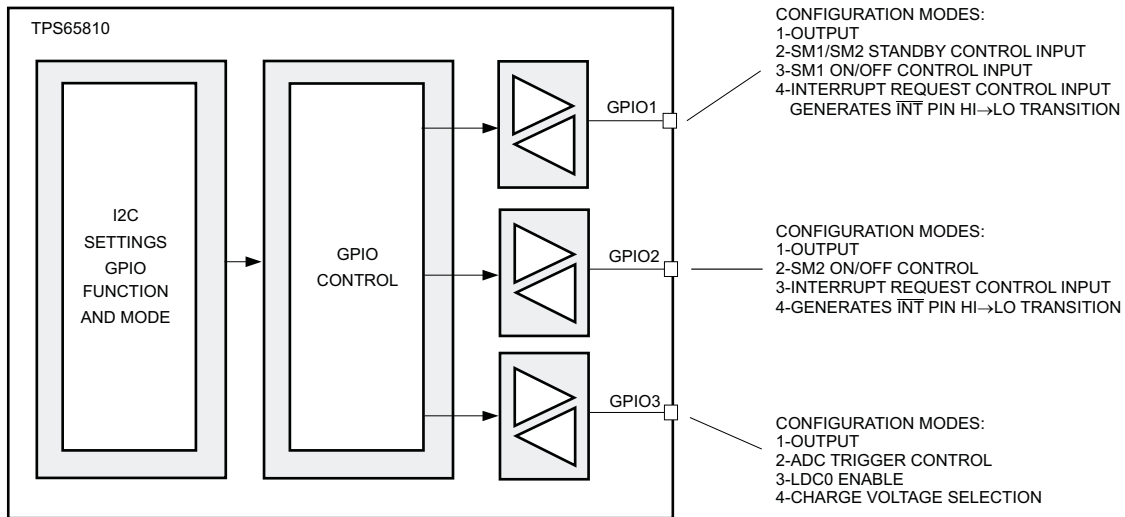 TPS65810
I2C
SETTINGS
GPIO
FUNCTION
AND MODE
GPIO
CONTROL
GPIO1
GPIO2
GPIO3
CONFIGURATION MODES:
1-OUTPUT
2-SM1/SM2 STANDBY CONTROL INPUT
3-SM1 ON/OFF CONTROL INPUT
4-INTERRUPT REQUEST CONTROL INPUT
GENERATES INT PIN HI→LO TRANSITION
CONFIGURATION MODES:
1-OUTPUT
2-SM2 ON/OFF CONTROL
3-INTERRUPT REQUEST CONTROL INPUT
4-GENERATES INT PIN HI→LO TRANSITION
CONFIGURATION MODES:
1-OUTPUT
2-ADC TRIGGER CONTROL
3-LDC0 ENABLE
4-CHARGE VOLTAGE SELECTION